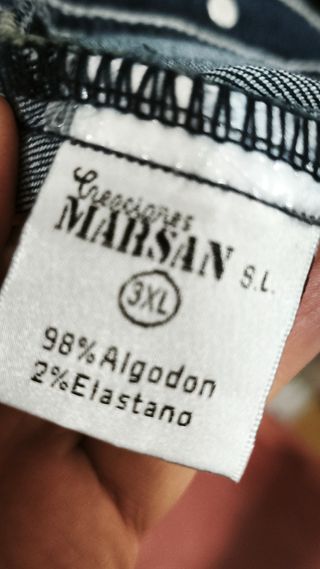 Creaciones
MARSAN S.L.
3XL
98%Algodon
2%Elastano